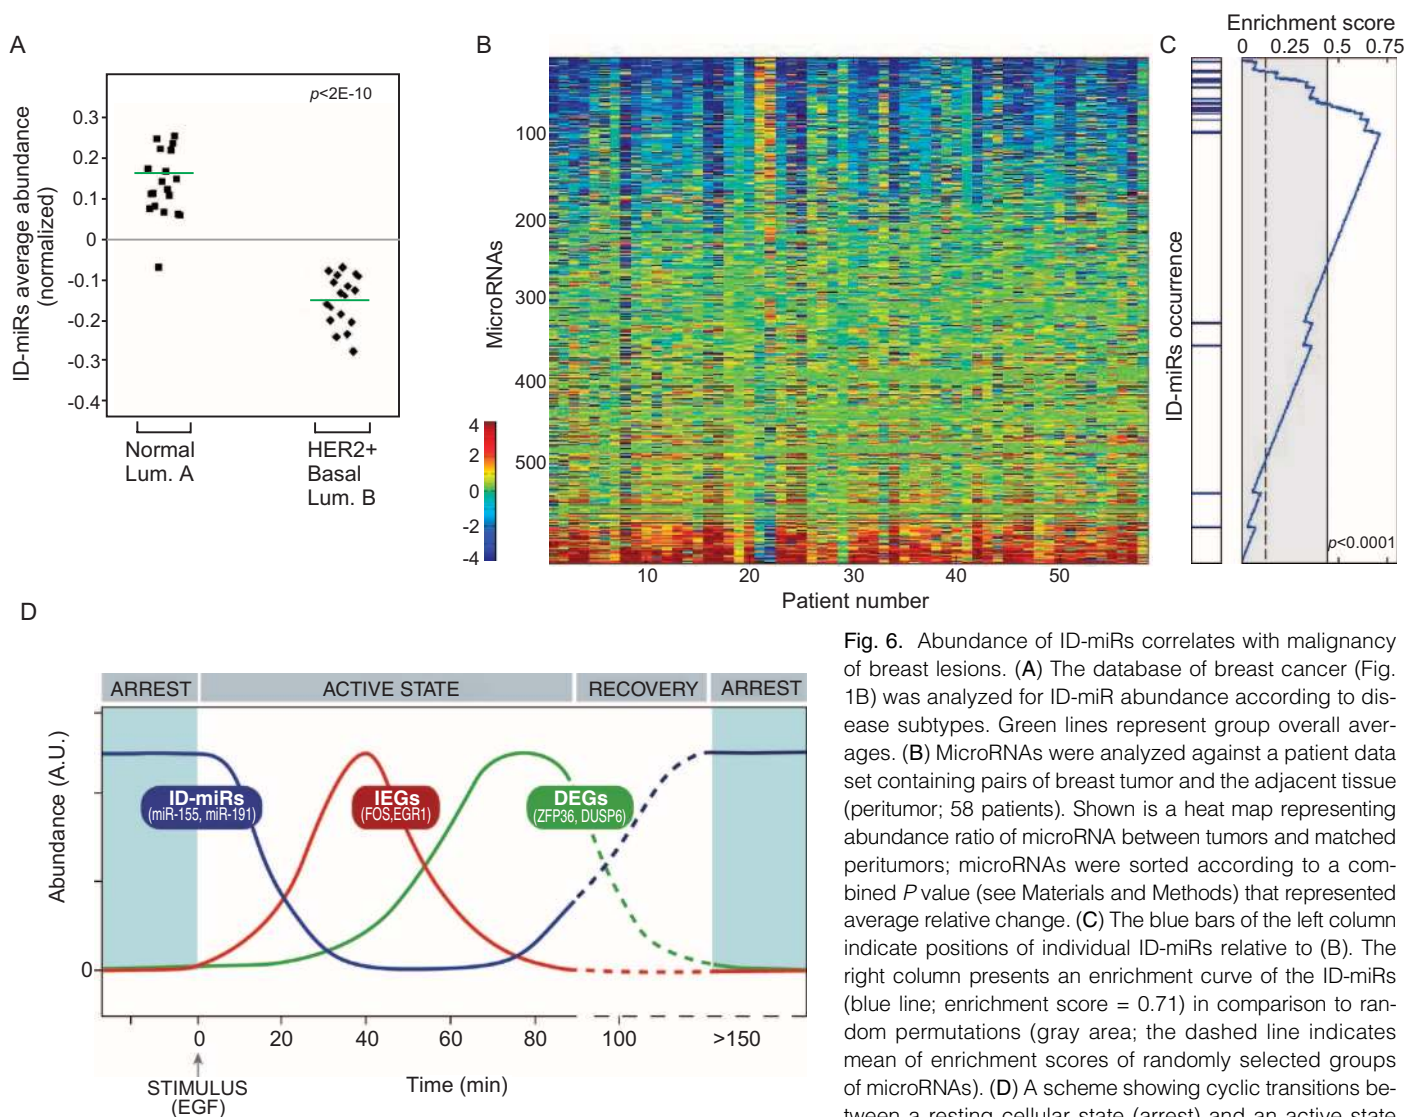 A
ID-miRs average abundance
(normalized)
p<2E-10
0.3
0.2
0.1
0
-0.1
-0.2
-0.3
-0.4
Normal
Lum. A
HER2+
Basal
Lum. B
B
MicroRNAs
100
200
300
400
500
4
2
0
-2
-4
10 20 30 40 50
Patient number
C
Enrichment score
0 0.25 0.5 0.75
ID-miRs occurrence
p<0.0001
D
ARREST ACTIVE STATE RECOVERY ARREST
Abundance (A.U.)
0
ID-miRs
(miR-155, miR-191)
IEGs
(FOS,EGR1)
DEGs
(ZFP36, DUSP6)
0 20 40 60 80 100 >150
STIMULUS
(EGF)
Time (min)
Fig. 6. Abundance of ID-miRs correlates with malignancy
of breast lesions. (A) The database of breast cancer (Fig.
1B) was analyzed for ID-miR abundance according to dis-
ease subtypes. Green lines represent group overall aver-
ages. (B) MicroRNAs were analyzed against a patient data
set containing pairs of breast tumor and the adjacent tissue
(peritumor; 58 patients). Shown is a heat map representing
abundance ratio of microRNA between tumors and matched
peritumors; microRNAs were sorted according to a com-
bined P value (see Materials and Methods) that represented
average relative change. (C) The blue bars of the left column
indicate positions of individual ID-miRs relative to (B). The
right column presents an enrichment curve of the ID-miRs
(blue line; enrichment score = 0.71) in comparison to ran-
dom permutations (gray area; the dashed line indicates
mean of enrichment scores of randomly selected groups
of microRNAs). (D) A scheme showing cyclic transitions be-
tween a resting cellular state (arrest) and an active state